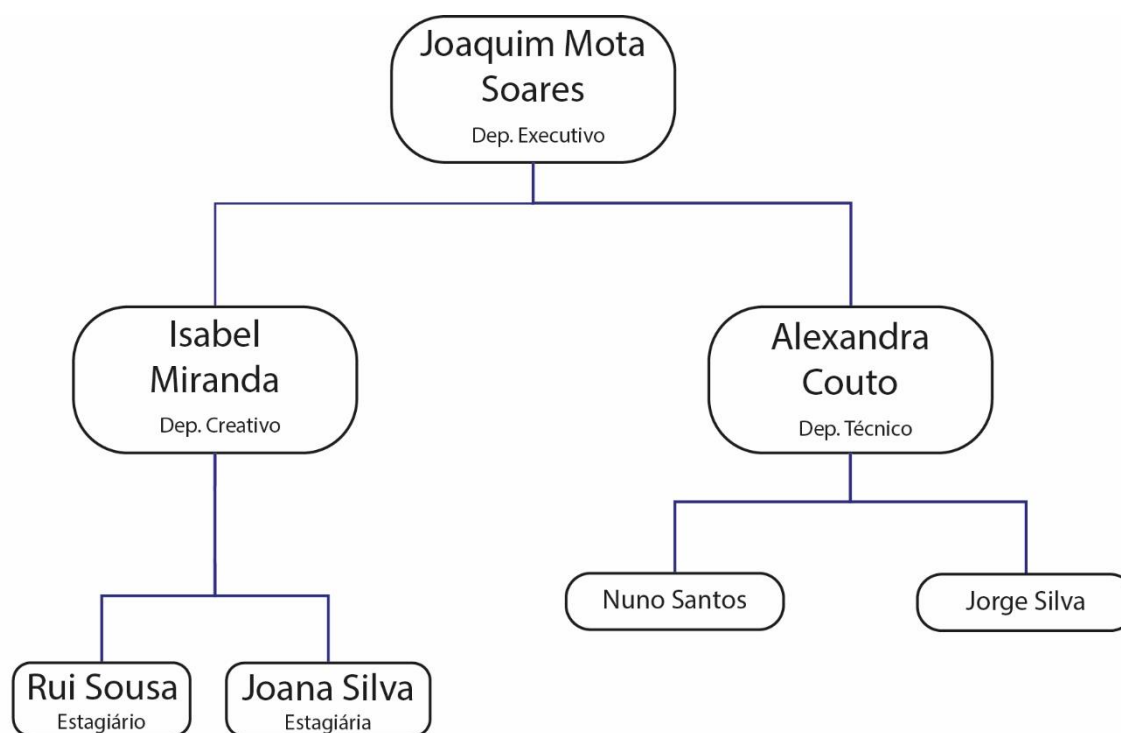 Joaquim Mota
Soares
Dep. Executivo
Isabel
Miranda
Dep. Creativo
Alexandra
Couto
Dep. Técnico
Nuno Santos
Jorge Silva
Rui Sousa
Estagiário
Joana Silva
Estagiária